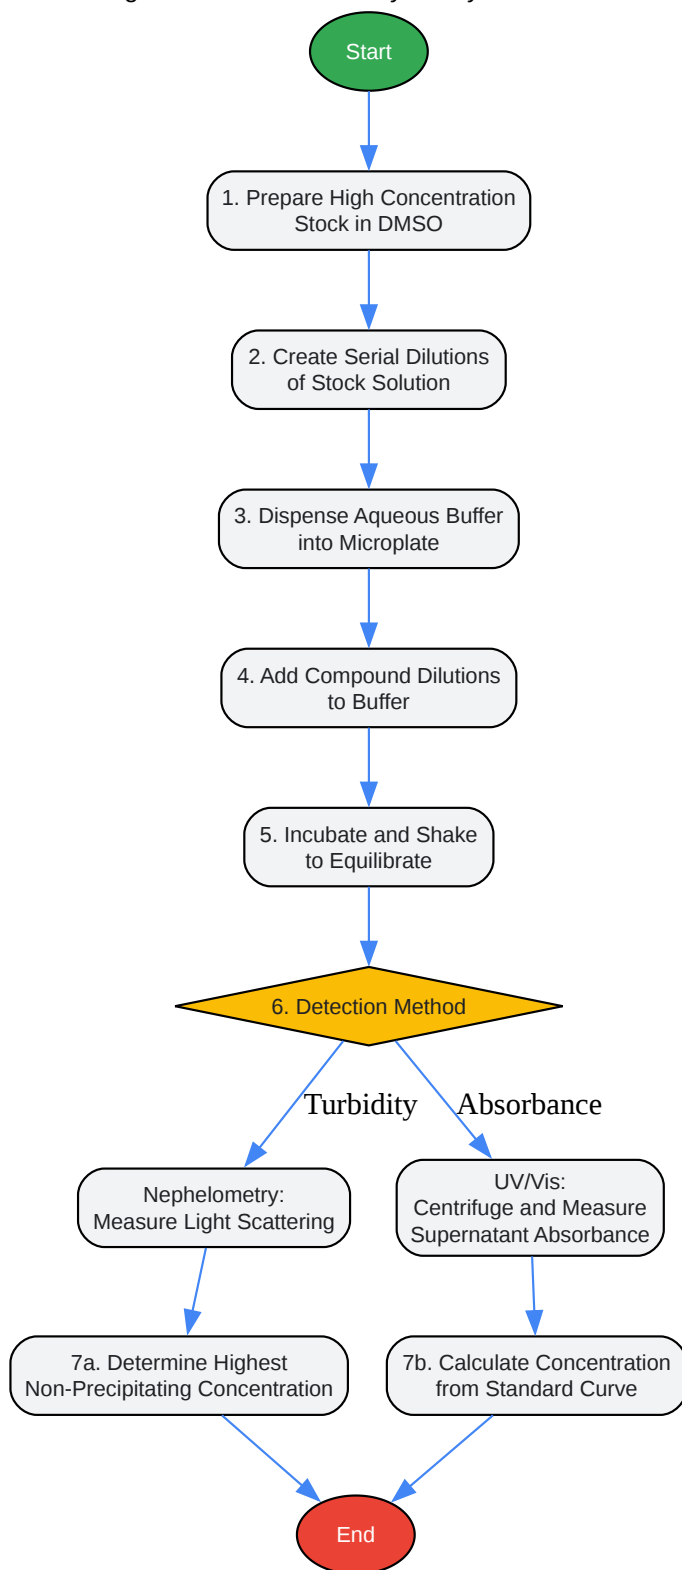 Start
1. Prepare High Concentration
Stock in DMSO
2. Create Serial Dilutions
of Stock Solution
3. Dispense Aqueous Buffer
into Microplate
4. Add Compound Dilutions
to Buffer
5. Incubate and Shake
to Equilibrate
6. Detection Method
Turbidity
Absorbance
Nephelometry:
Measure Light Scattering
UV/Vis:
Centrifuge and Measure
Supernatant Absorbance
7a. Determine Highest
Non-Precipitating Concentration
7b. Calculate Concentration
from Standard Curve
End